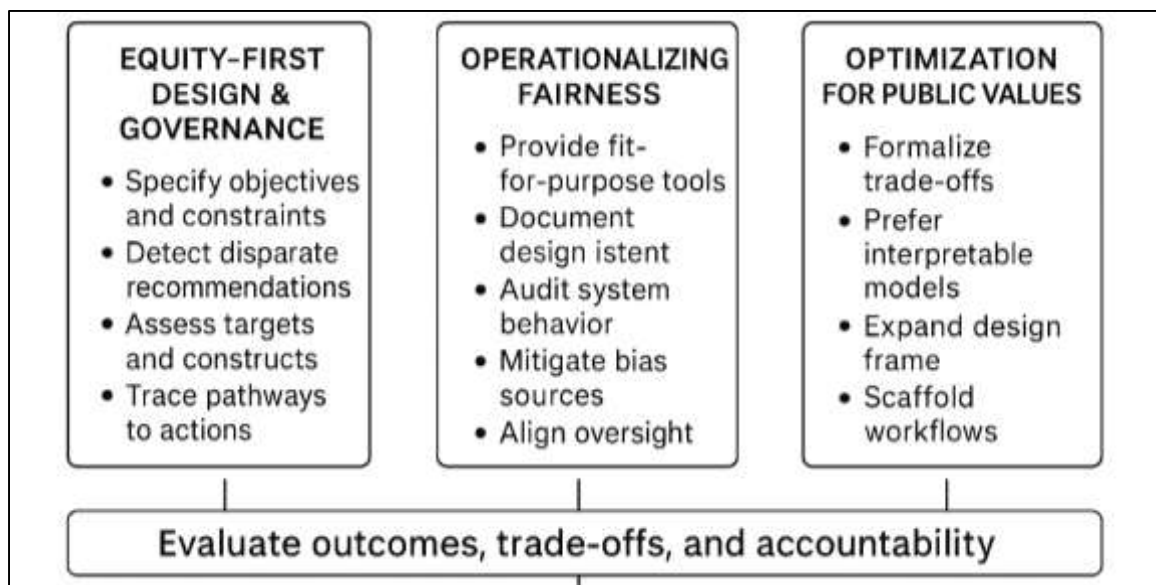 EQUITY–FIRST
DESIGN &
GOVERNANCE
• Specify objectives
and constraints
• Detect disparate
recommendations
• Assess targets
and constructs
• Trace pathways
to actions
OPERATIONALIZING
FAIRNESS
• Provide fit-
for-purpose tools
• Document
design istent
• Audit system
behavior
• Mitigate bias
sources
• Align oversight
OPTIMIZATION
FOR PUBLIC VALUES
• Formalize
trade-offs
• Prefer
interpretable
models
• Expand design
frame
• Scaffold
workflows
Evaluate outcomes, trade-offs, and accountability